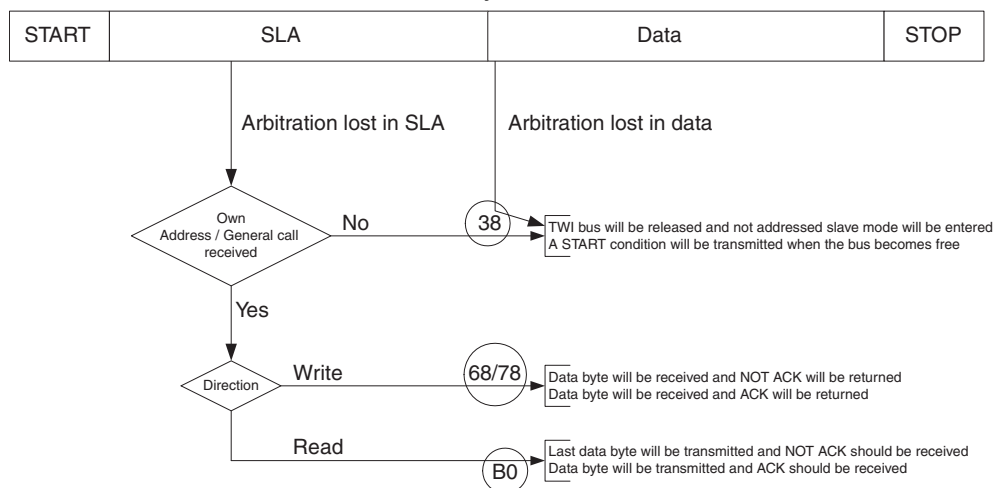 START SLA Data STOP
Arbitration lost in SLA Arbitration lost in data
Own
Address / General call
received
No
38
TWI bus will be released and not addressed slave mode will be entered
A START condition will be transmitted when the bus becomes free
Yes
Direction
Write
68/78
Data byte will be received and NOT ACK will be returned
Data byte will be received and ACK will be returned
Read
B0
Last data byte will be transmitted and NOT ACK should be received
Data byte will be transmitted and ACK should be received